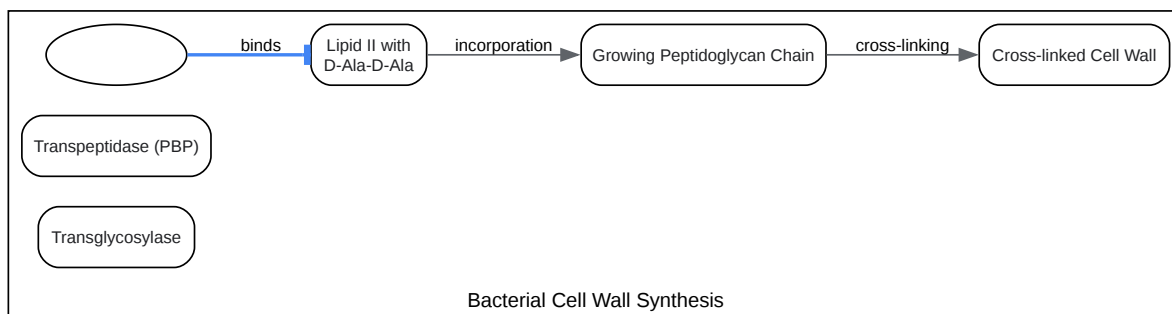 binds
Lipid II with
D-Ala-D-Ala
incorporation
Growing Peptidoglycan Chain
cross-linking
Cross-linked Cell Wall
Transpeptidase (PBP)
Transglycosylase
Bacterial Cell Wall Synthesis